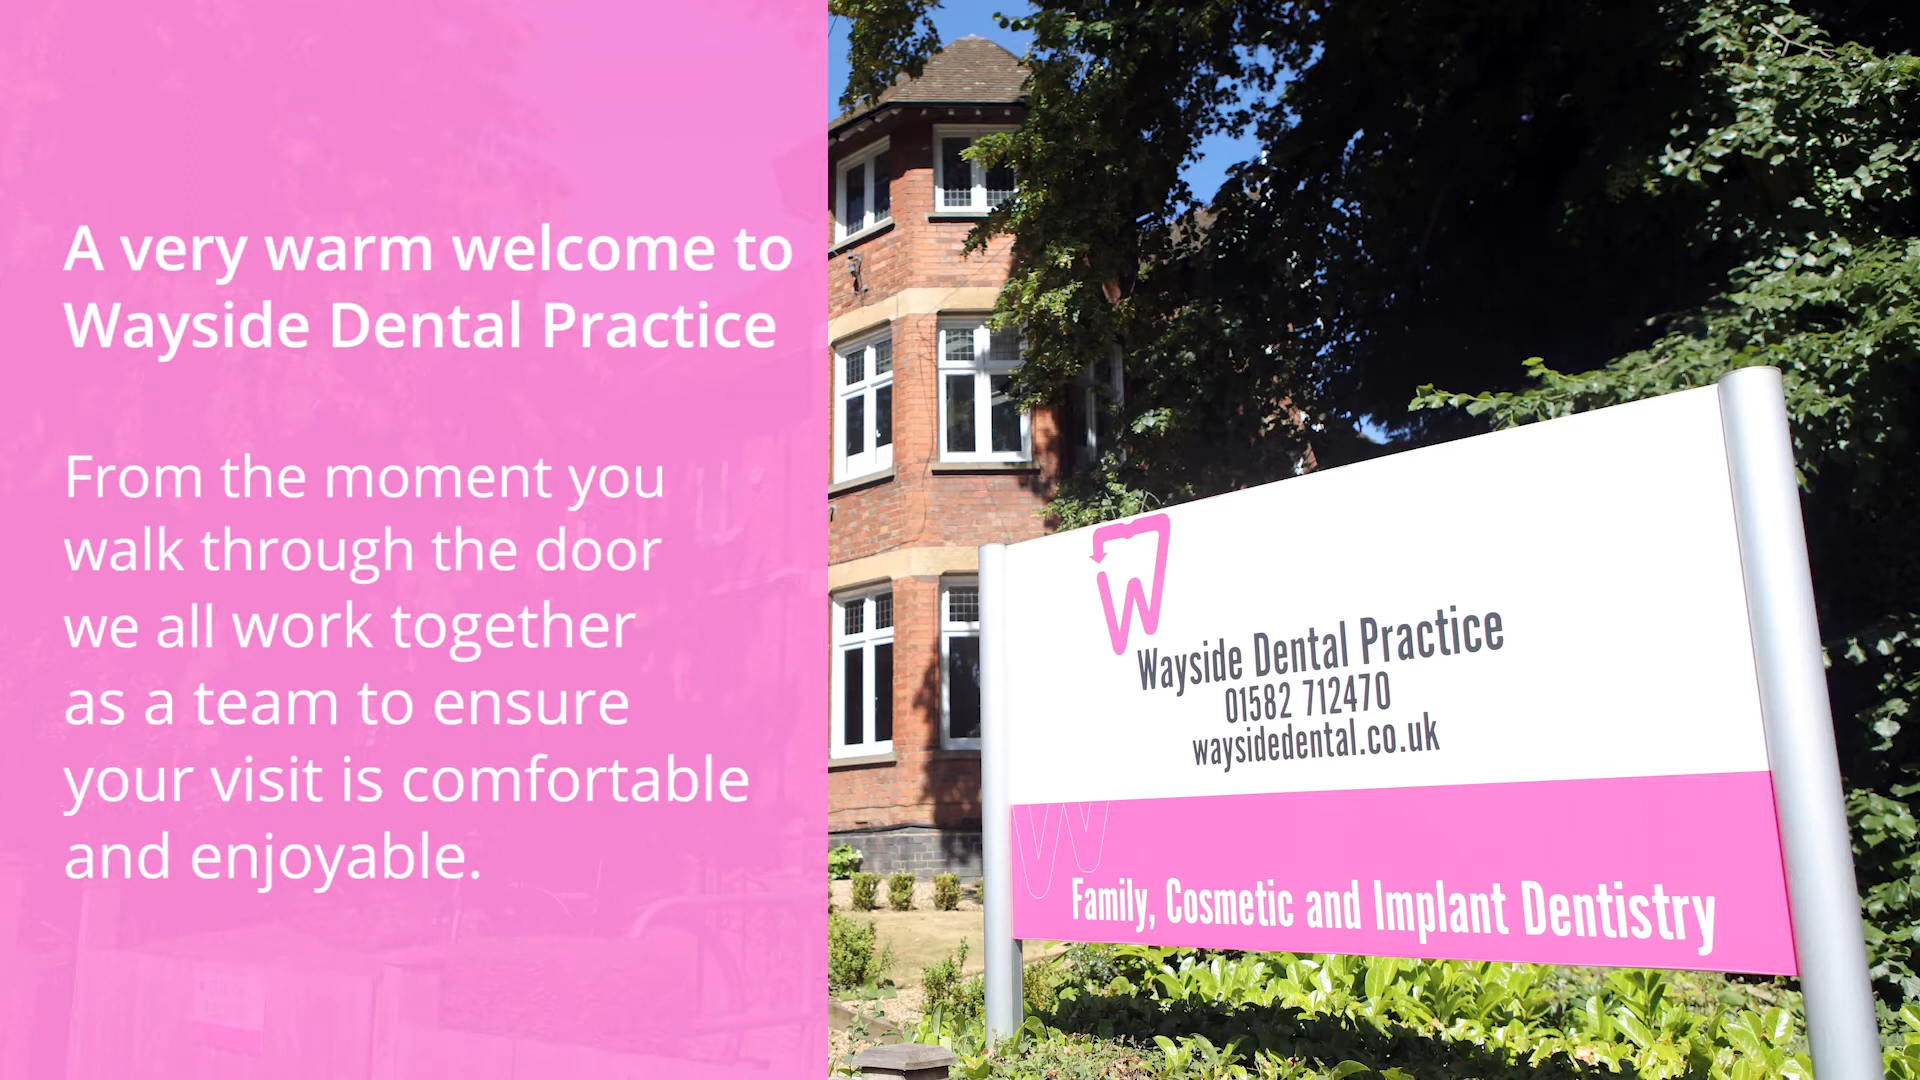 A very warm welcome to
Wayside Dental Practice
From the moment you
walk through the door
we all work together
as a team to ensure
your visit is comfortable
and enjoyable.
W
Wayside Dental Practice
01582 712470
waysidedental.co.uk
W
Family, Cosmetic and Implant Dentistry